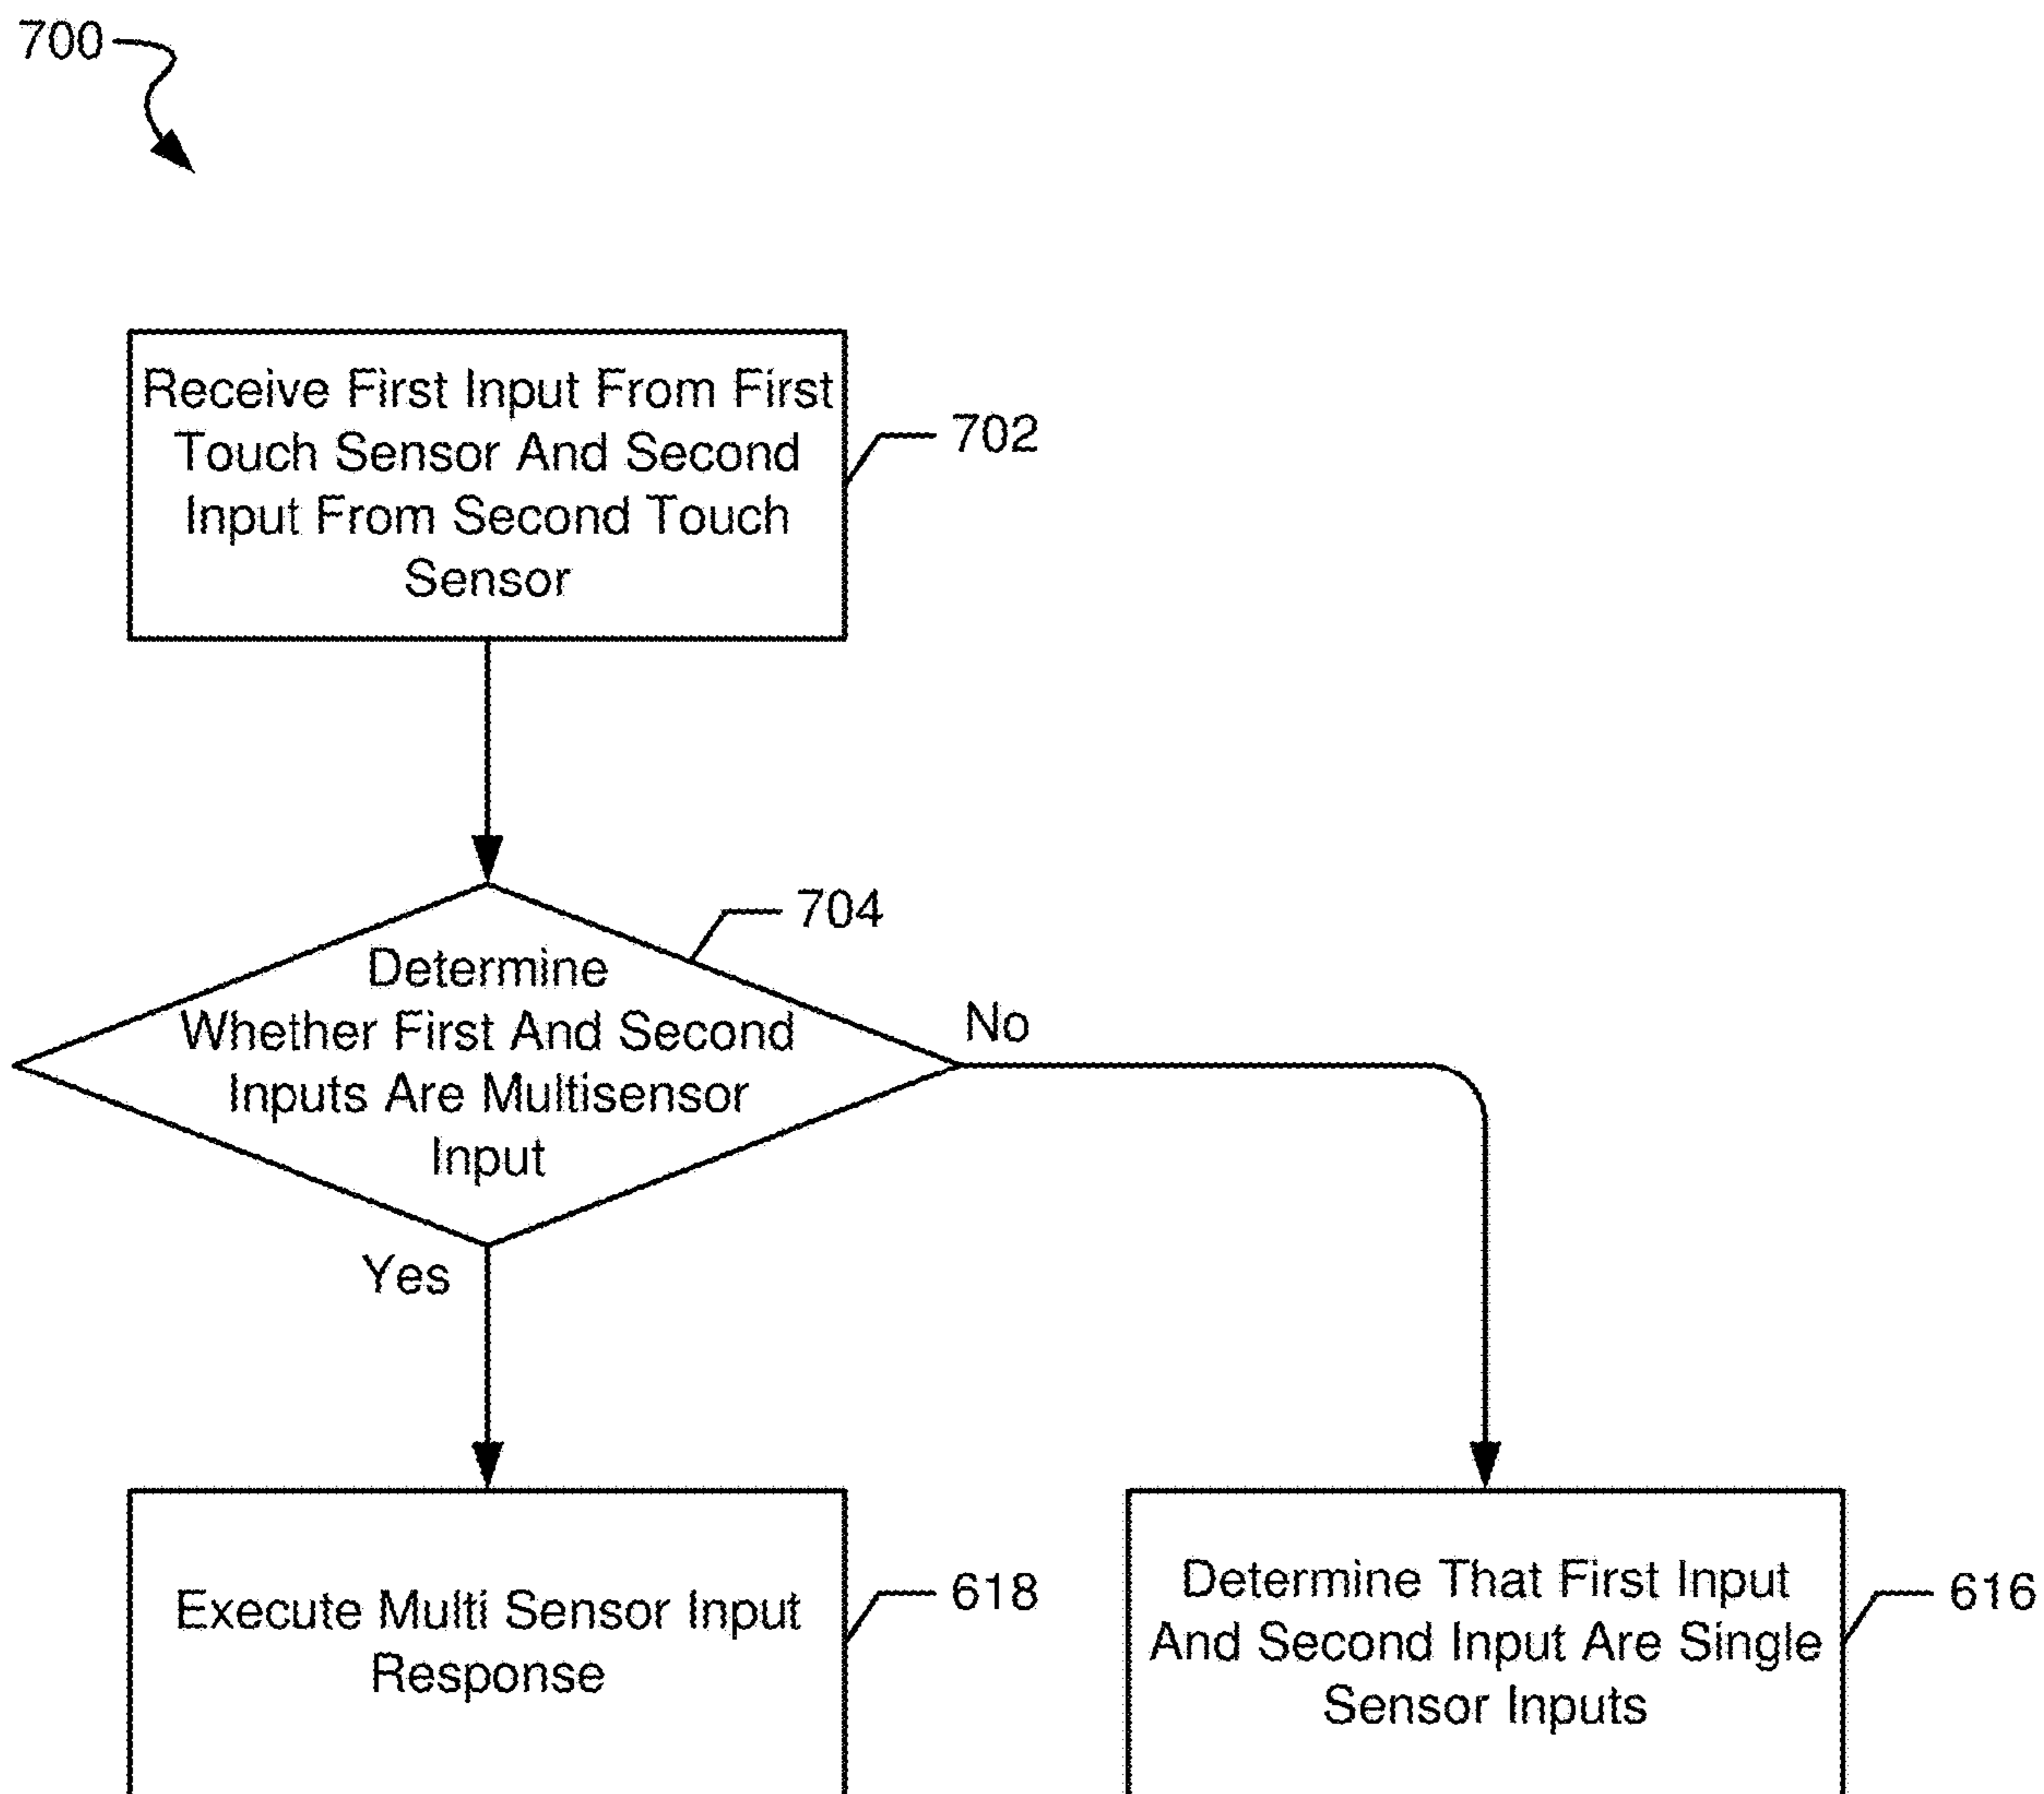 700
Receive First Input From First
Touch Sensor And Second
Input From Second Touch
Sensor
702
704
Determine
Whether First And Second
Inputs Are Multisensor
Input
No
Yes
Execute Multi Sensor Input
Response
618
Determine That First Input
And Second Input Are Single
Sensor Inputs
616